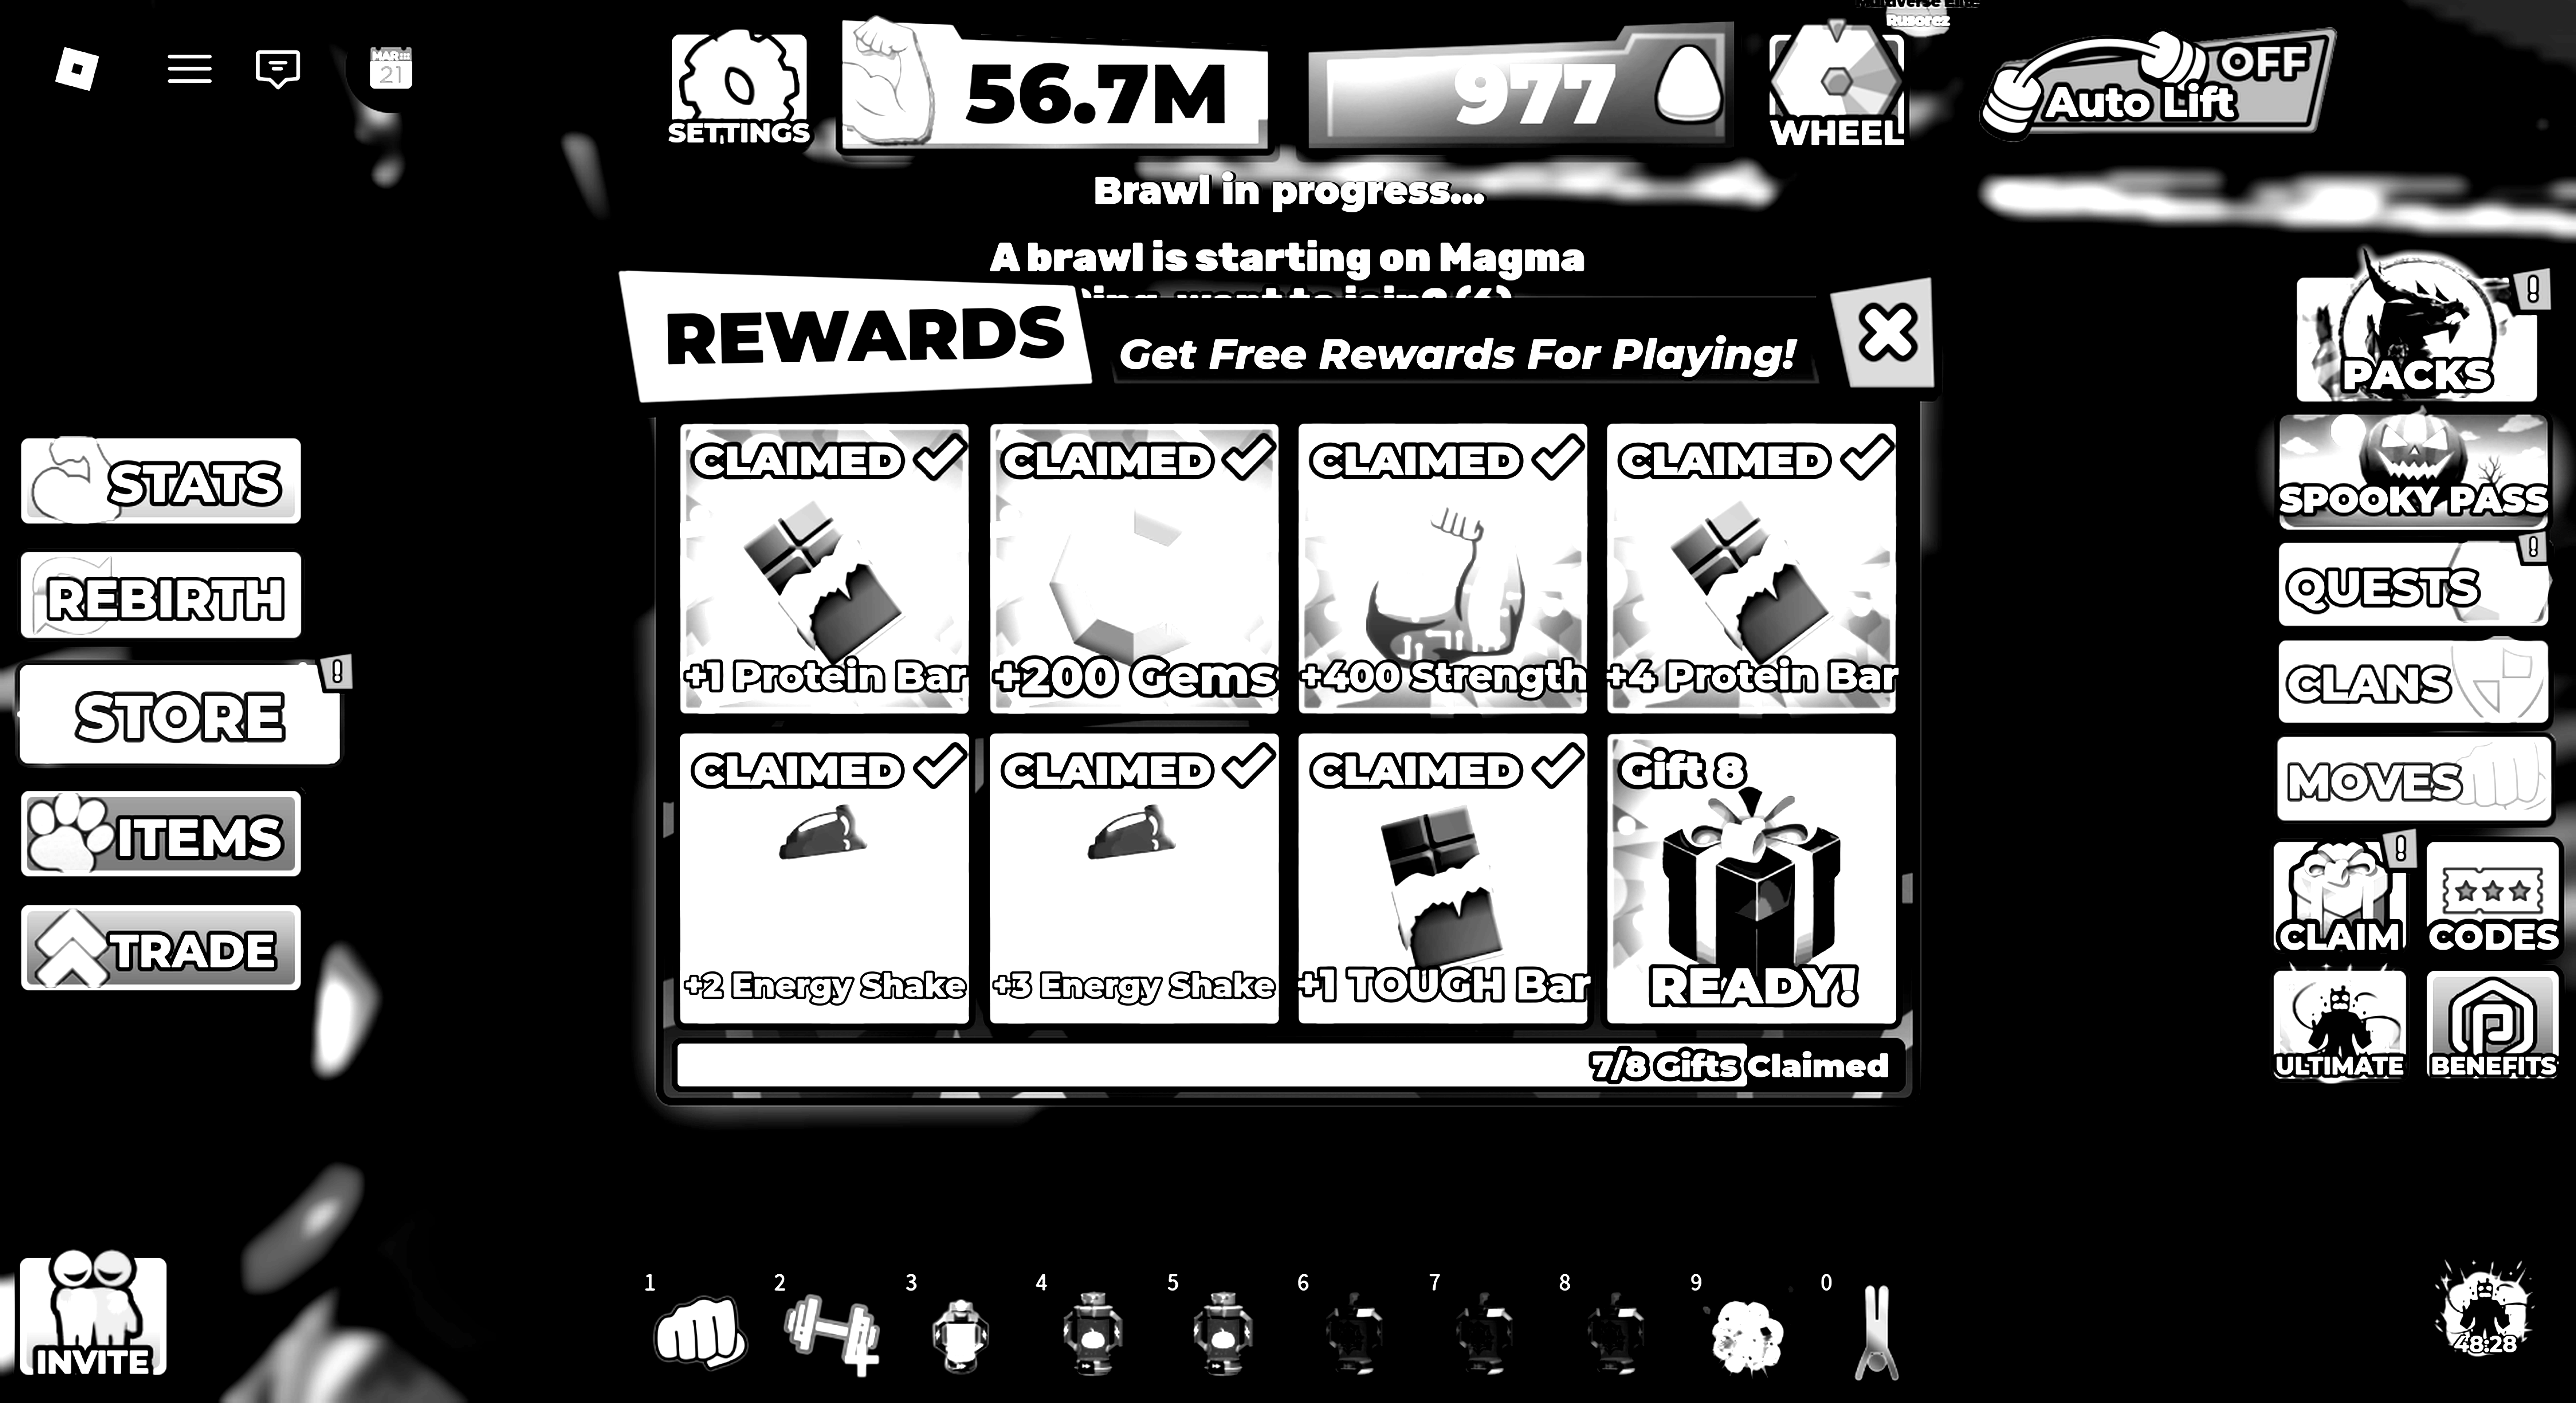 MAR
21
SETTINGS
56.7M
977
WHEEL
OFF
Auto Lift
Rusorez
Brawl in progress...
A brawl is starting on Magma
REWARDS
Get Free Rewards For Playing!
CLAIMED
+1 Protein Bar
CLAIMED
+200 Gems
CLAIMED
+400 Strength
CLAIMED
+4 Protein Bar
CLAIMED
+2 Energy Shake
CLAIMED
+3 Energy Shake
CLAIMED
+1 TOUGH Bar
Gift 8
READY!
7/8 Gifts Claimed
STATS
REBIRTH
STORE
!
ITEMS
TRADE
INVITE
!
PACKS
SPOOKY PASS
!
QUESTS
CLANS
MOVES
!
CLAIM
CODES
ULTIMATE
BENEFITS
1 2 3 4 5 6 7 8 9 0
48:28